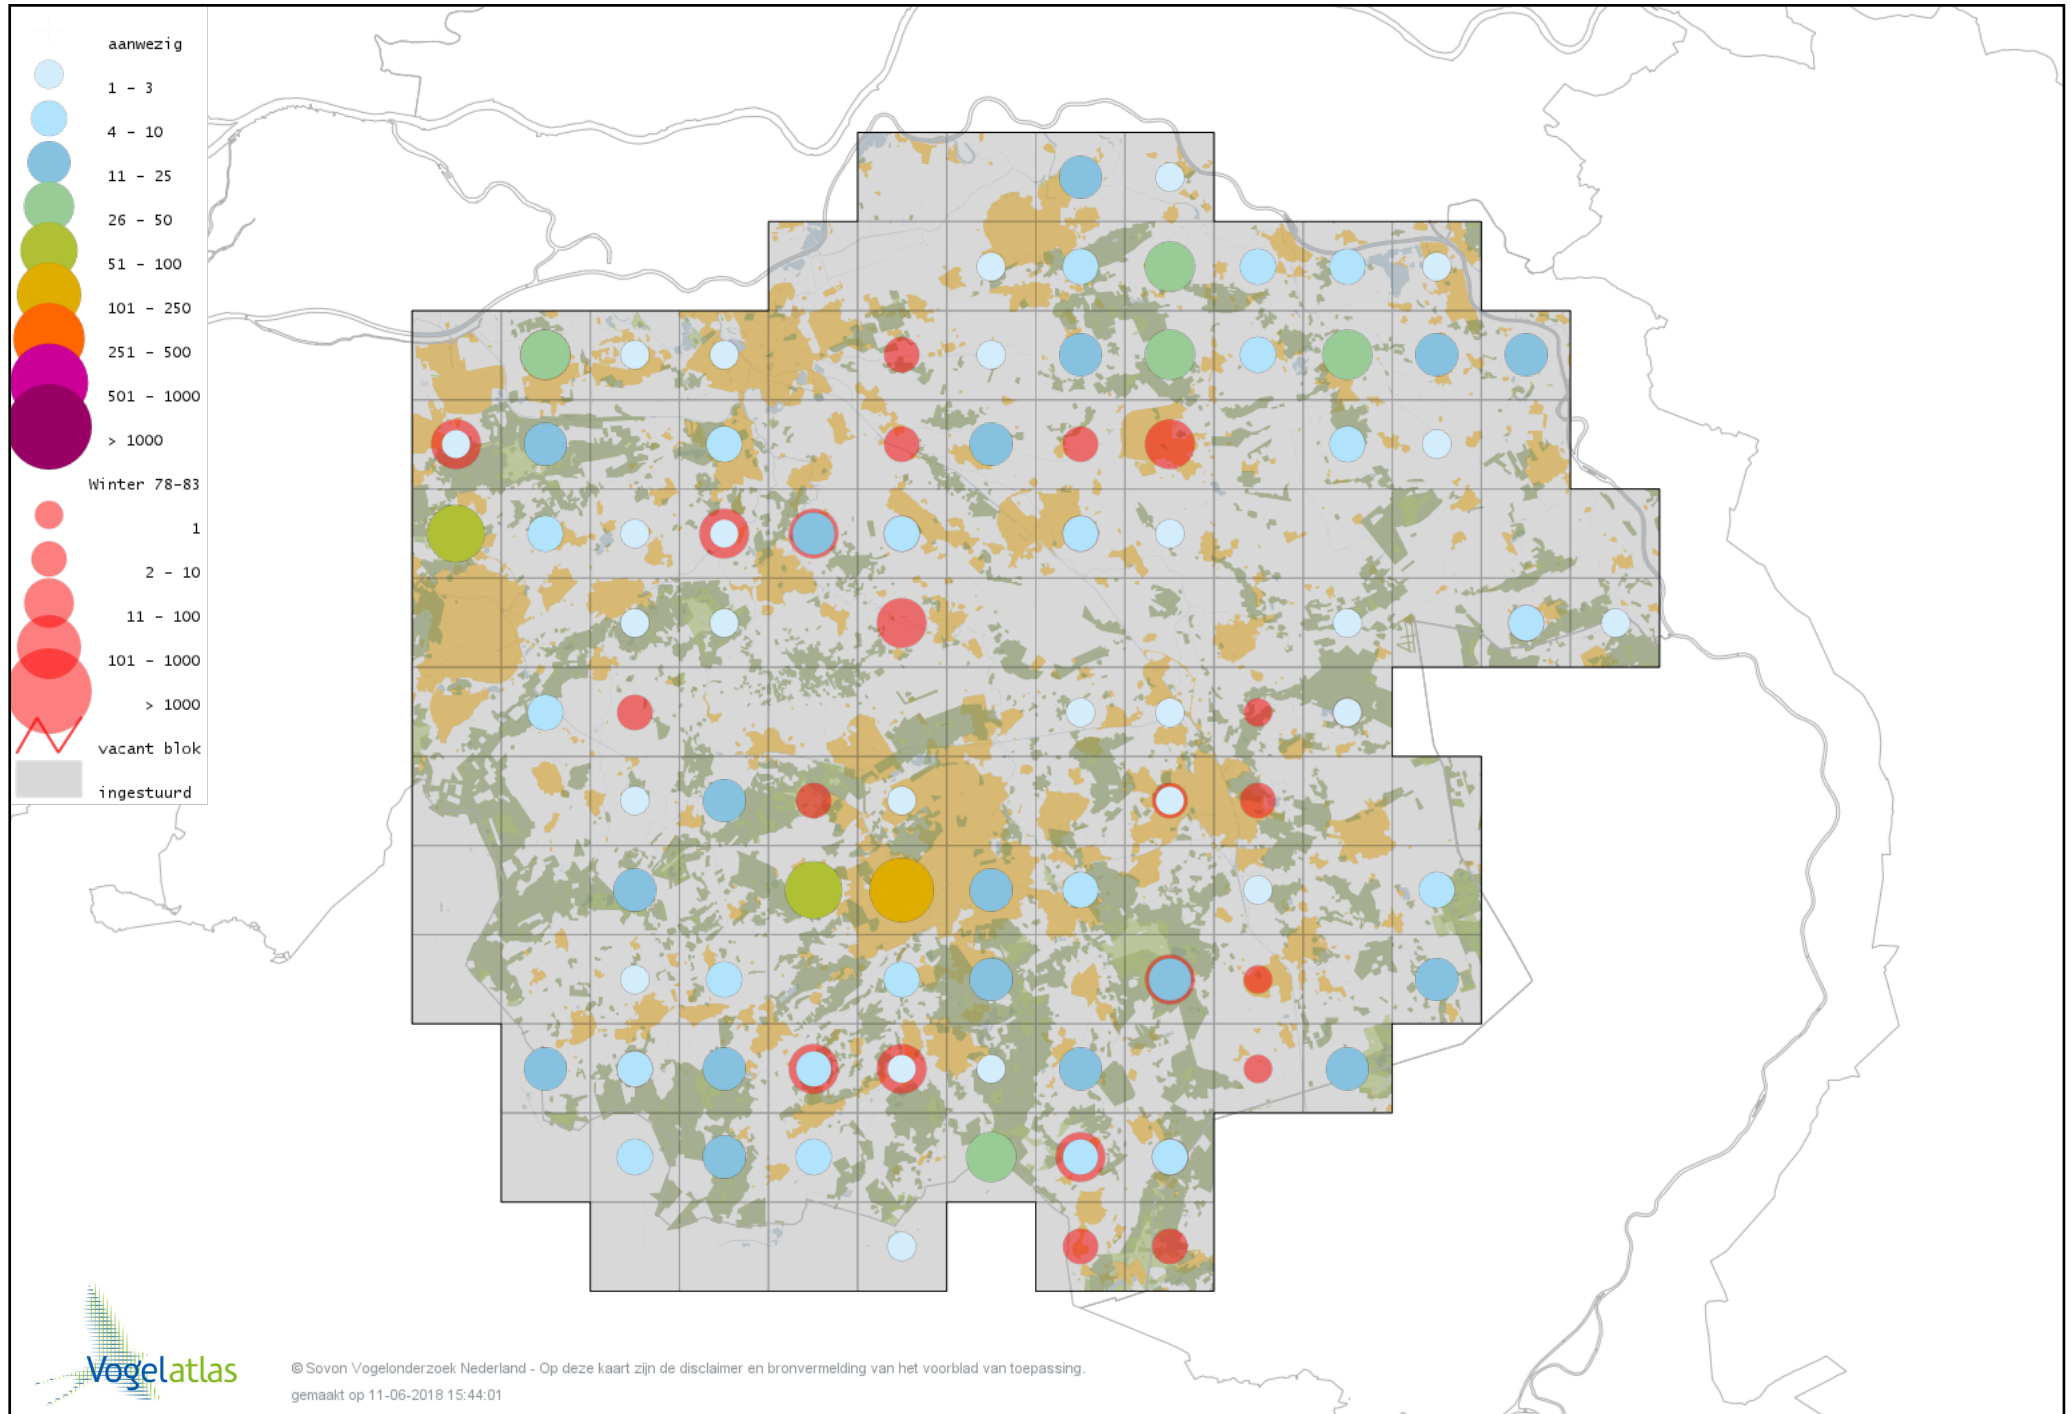 aanwezig
1 - 3
4 - 10
11 - 25
26 - 50
51 - 100
101 - 250
251 - 500
501 - 1000
> 1000
Winter 78-83
1
2 - 10
11 - 100
101 - 1000
> 1000
vacant blok
ingestuurd
Vogelatlas
© Sovon Vogelonderzoek Nederland - Op deze kaart zijn de disclaimer en bronvermelding van het voorblad van toepassing.
gemaakt op 11-06-2018 15:44:01